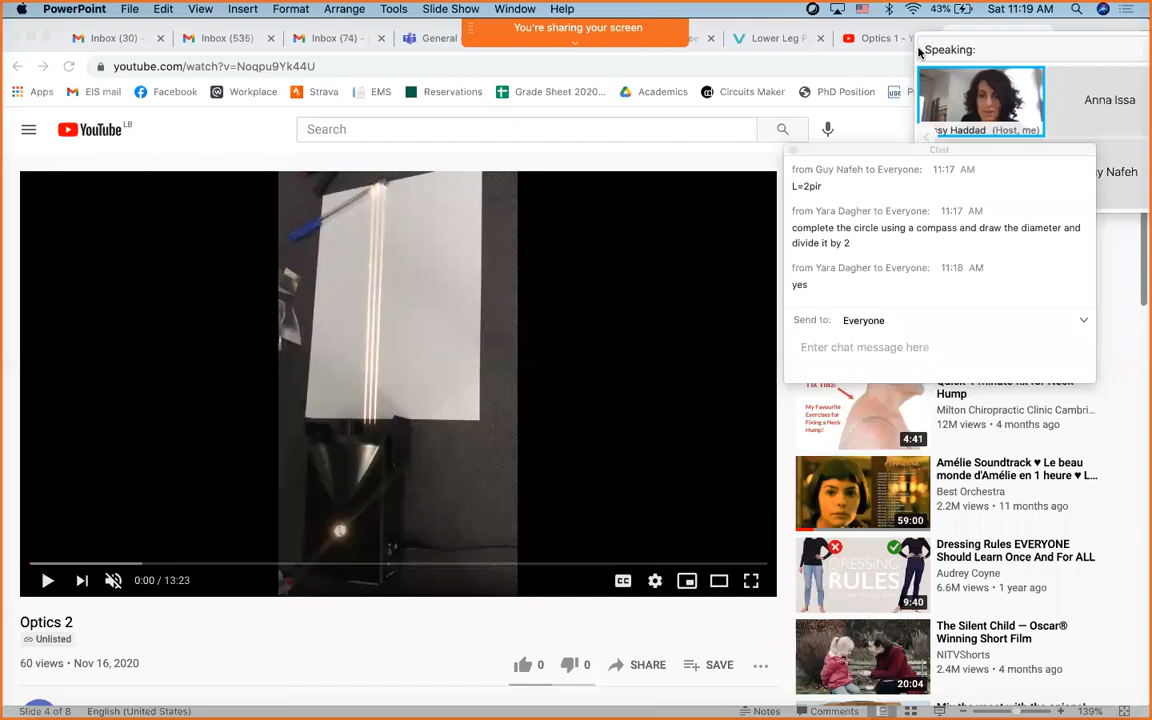 PowerPoint File Edit View Insert Format Arrange Tools Slide Show Window Help 43% Sat 11:19 AM
You're sharing your screen
Inbox (30) - Inbox (535) Inbox (74) - General Lower Leg F Optics 1 - Y
Speaking:
youtube.com/watch?v=Noqpu9Yk44U
Apps EIS mail Facebook Workplace Strava EMS Reservations Grade Sheet 2020... Academics Circuits Maker PhD Position
Anna Issa
YouTube LB
Search
sy Haddad (Host, me)
Chat
from Guy Nafeh to Everyone: 11:17 AM
L=2pir
y Nafeh
from Yara Dagher to Everyone: 11:17 AM
complete the circle using a compass and draw the diameter and
divide it by 2
from Yara Dagher to Everyone: 11:18 AM
yes
Send to: Everyone
Enter chat message here
Hump
Milton Chiropractic Clinic Cambri...
12M views • 4 months ago
My Favourite
Exercises for
Fixing a Neck
Hump!
4:41
Amélie Soundtrack ♥ Le beau
monde d'Amélie en 1 heure ♥ L...
Best Orchestra
2.2M views • 11 months ago
59:00
Dressing Rules EVERYONE
Should Learn Once And For ALL
Audrey Coyne
6.6M views • 1 year ago
DRESSING
RULES
9:40
The Silent Child — Oscar®
Winning Short Film
NITVShorts
2.4M views • 4 months ago
20:04
0:00 / 13:23
CC
Optics 2
Unlisted
60 views • Nov 16, 2020
0 0 SHARE SAVE
Slide 4 of 8 English (United States) Notes Comments 139%